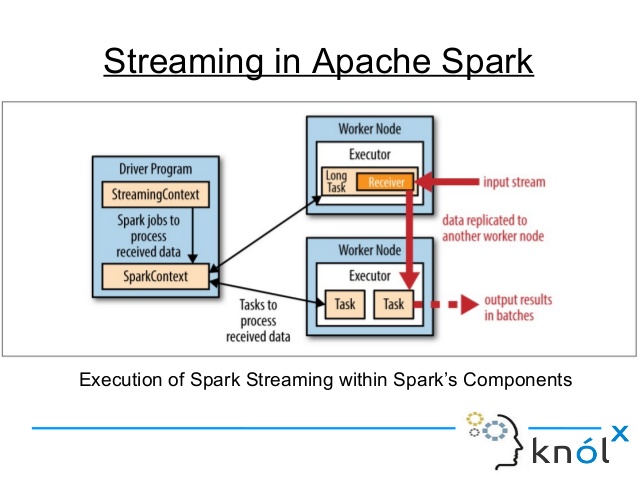 Streaming in Apache Spark
Driver Program
StreamingContext
Spark jobs to
process
received data
SparkContext
Tasks to
process
received data
Worker Node
Executor
Long
Task
Receiver
input stream
data replicated to
another worker node
Worker Node
Executor
Task
Task
output results
in batches
Execution of Spark Streaming within Spark’s Components
knólx